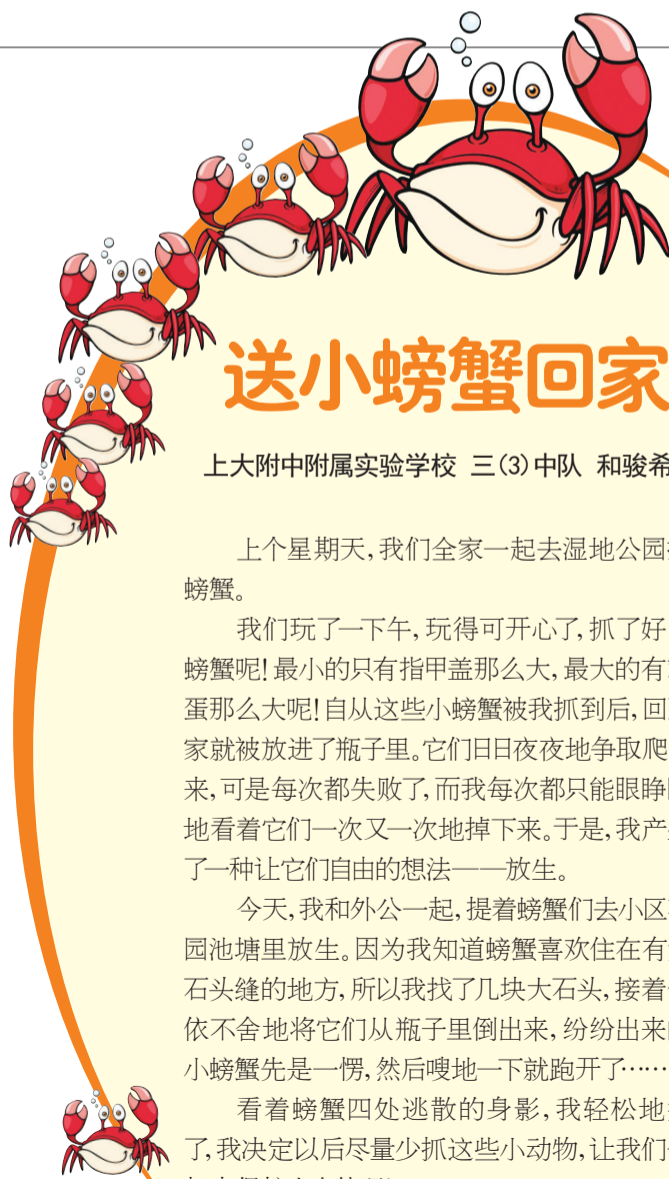 送小螃蟹回家
上大附中附属实验学校 三(3)中队 和骏希
上个星期天,我们全家一起去湿地公园
螃蟹。
我们玩了一下午,玩得可开心了,抓了好
螃蟹呢!最小的只有指甲盖那么大,最大的有
蛋那么大呢!自从这些小螃蟹被我抓到后,回
家就被放进了瓶子里。它们日日夜夜地争取爬
来,可是每次都失败了,而我每次都只能眼睁
地看着它们一次又一次地掉下来。于是,我产
了一种让它们自由的想法——放生。
今天,我和外公一起,提着螃蟹们去小区
园池塘里放生。因为我知道螃蟹喜欢住在有
石头缝的地方,所以我找了几块大石头,接着
依不舍地将它们从瓶子里倒出来,纷纷出来
小螃蟹先是一愣,然后嗖地一下就跑开了……
看着螃蟹四处逃散的身影,我轻松地
了,我决定以后尽量少抓这些小动物,让我们